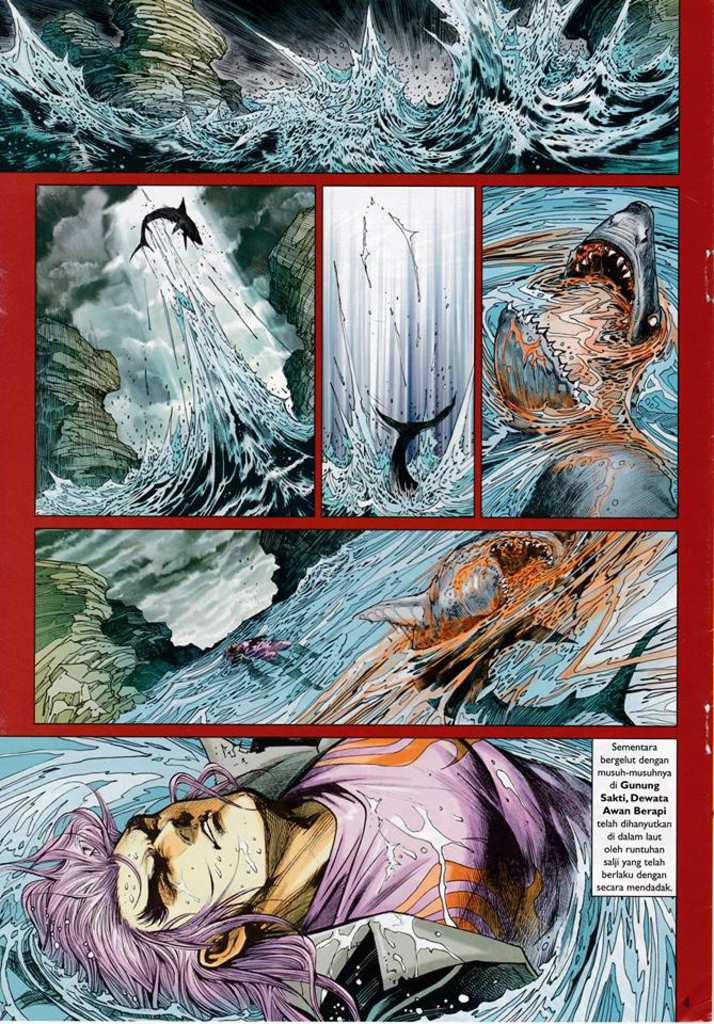 Sementara
bergelut dengan
musuh-musuhnya
di Gunung
Sakti, Dewata
Awan Berapi
telah dihanyutkan
di dalam laut
oleh runtuhan
salji yang telah
berlaku dengan
secara mendadak.
4